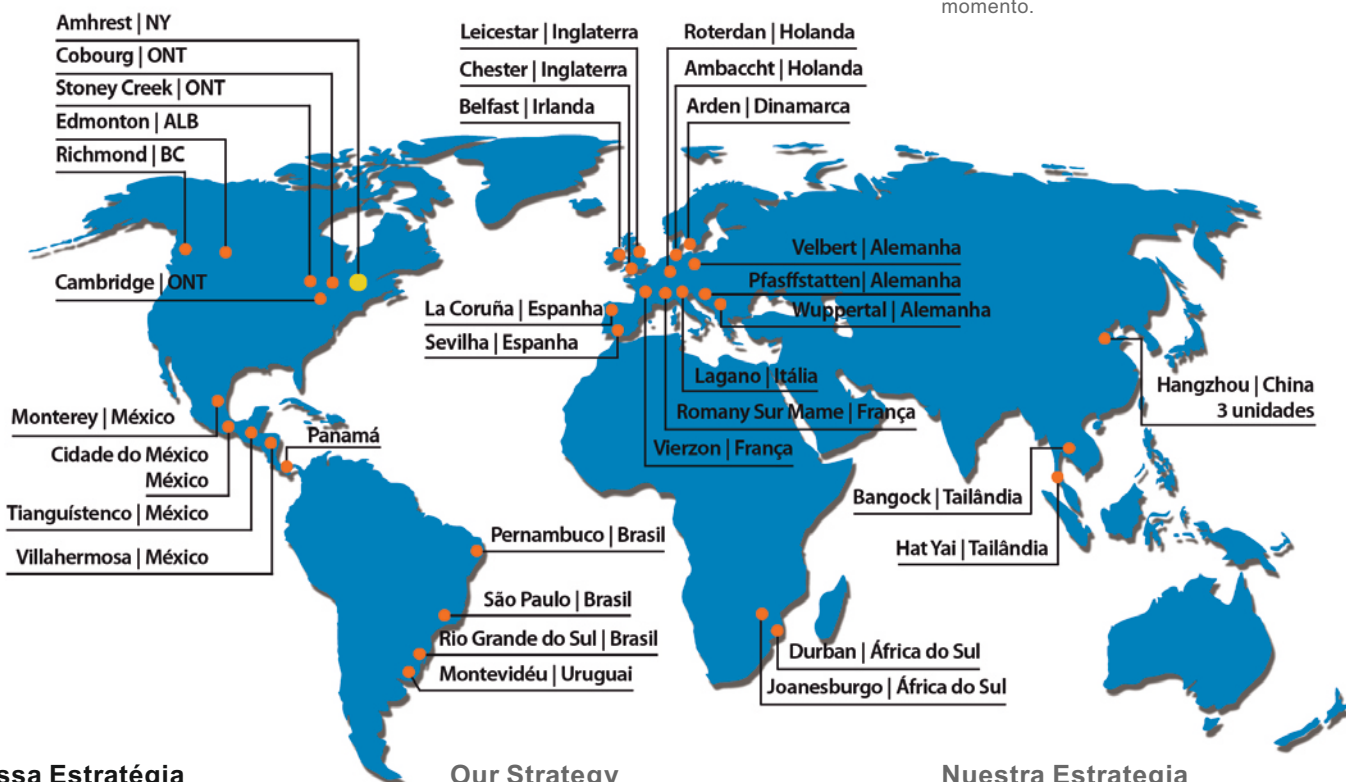 momento.
Amhrest | NY
Cobourg | ONT
Stoney Creek | ONT
Edmonton | ALB
Richmond | BC
Cambridge | ONT
Leicestar | Inglaterra
Chester | Inglaterra
Belfast | Irlanda
Roterdan | Holanda
Ambaccht | Holanda
Arden | Dinamarca
Velbert | Alemanha
Pfasffstatten | Alemanha
Wuppertal | Alemanha
La Coruña | Espanha
Sevilha | Espanha
Lagano | Itália
Romany Sur Mame | França
Vierzon | França
Hangzhou | China
3 unidades
Monterey | México
Cidade do México
México
Tianguístenco | México
Villahermosa | México
Panamá
Bangock | Tailândia
Hat Yai | Tailândia
Pernambuco | Brasil
São Paulo | Brasil
Rio Grande do Sul | Brasil
Montevidéu | Uruguai
Durban | África do Sul
Joanesburgo | África do Sul
ssa Estratégia
Our Strategy
Nuestra Estrategia